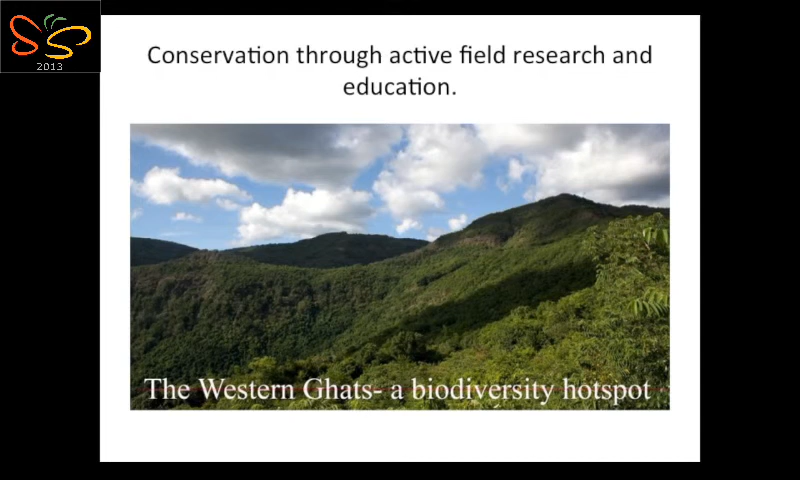 2013
Conservation through active field research and
education.
The Western Ghats- a biodiversity hotspot